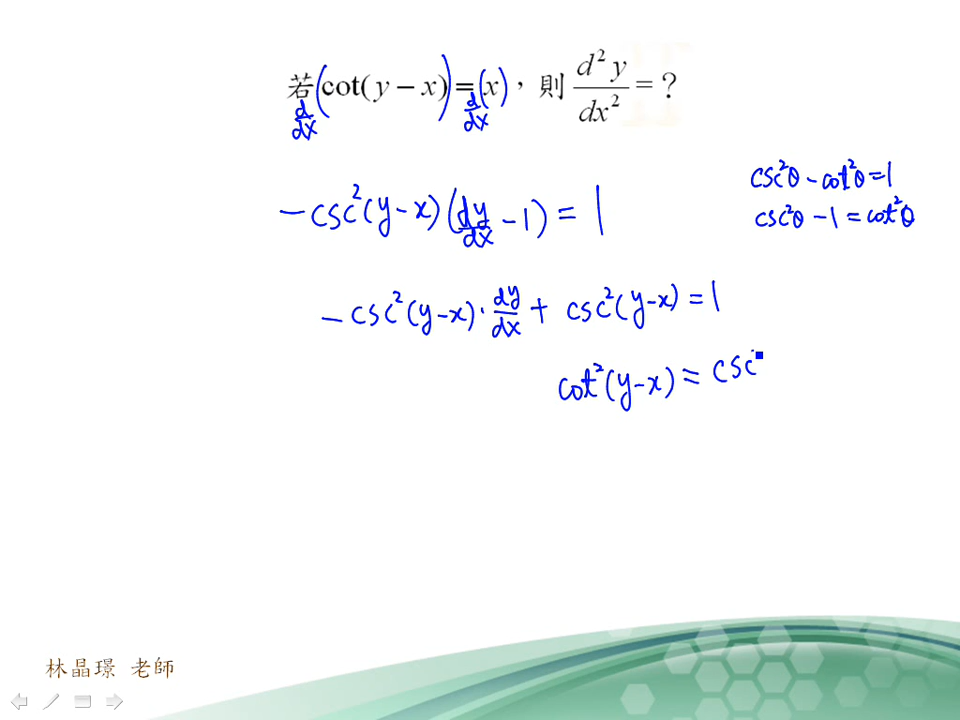 若 d/dx (cot(y − x)) = d/dx (x)，則 d²y/dx² = ?
csc²θ − cot²θ = 1
csc²θ − 1 = cot²θ
− csc²(y−x)(dy/dx − 1) = 1
− csc²(y−x)·dy/dx + csc²(y−x) = 1
cot²(y−x) = csc
林晶璟 老師